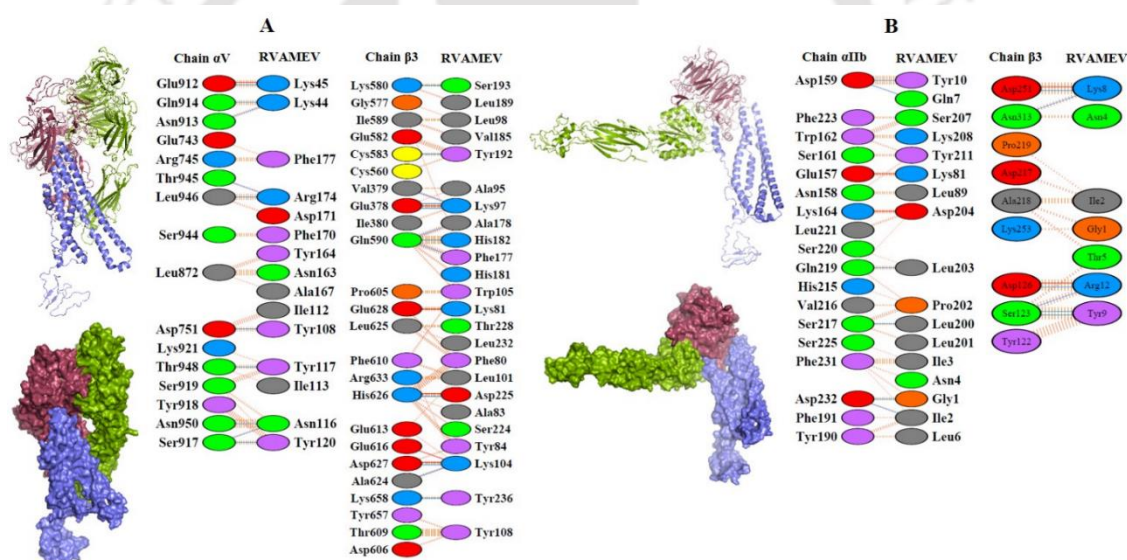 A
Chain αV RVAMEV
Glu912 Lys45
Gln914 Lys44
Asn913
Glu743
Arg745 Phe177
Thr945
Leu946 Arg174
Asp171
Ser944 Phe170
Tyr164
Leu872 Asn163
Ala167
Ile112
Asp751 Tyr108
Lys921
Thr948 Tyr117
Ser919 Ile113
Tyr918
Asn950 Asn116
Ser917 Tyr120
Chain β3 RVAMEV
Lys580 Ser193
Gly577 Leu189
Ile589 Leu98
Glu582 Val185
Cys583 Tyr192
Cys560
Val379 Ala95
Glu378 Lys97
Ile380 Ala178
Gln590 His182
Phe177
His181
Pro605 Trp105
Glu628 Lys81
Leu625 Thr228
Leu232
Phe610 Phe80
Arg633 Leu101
His626 Asp225
Ala83
Glu613 Ser224
Glu616 Tyr84
Asp627 Lys104
Ala624
Lys658 Tyr236
Tyr657
Thr609 Tyr108
Asp606
B
Chain αIIb RVAMEV
Asp159 Tyr10
Gln7
Phe223 Ser207
Trp162 Lys208
Ser161 Tyr211
Glu157 Lys81
Asn158 Leu89
Lys164 Asp204
Leu221
Ser220
Gln219 Leu203
His215
Val216 Pro202
Ser217 Leu200
Ser225 Leu201
Phe231 Ile3
Asn4
Asp232 Gly1
Phe191 Ile2
Tyr190 Leu6
Chain β3 RVAMEV
Asp251 Lys8
Asn313 Asn4
Pro219
Asp217
Ala218 Ile2
Lys253 Gly1
Thr5
Asp126 Arg12
Ser123 Tyr9
Tyr122